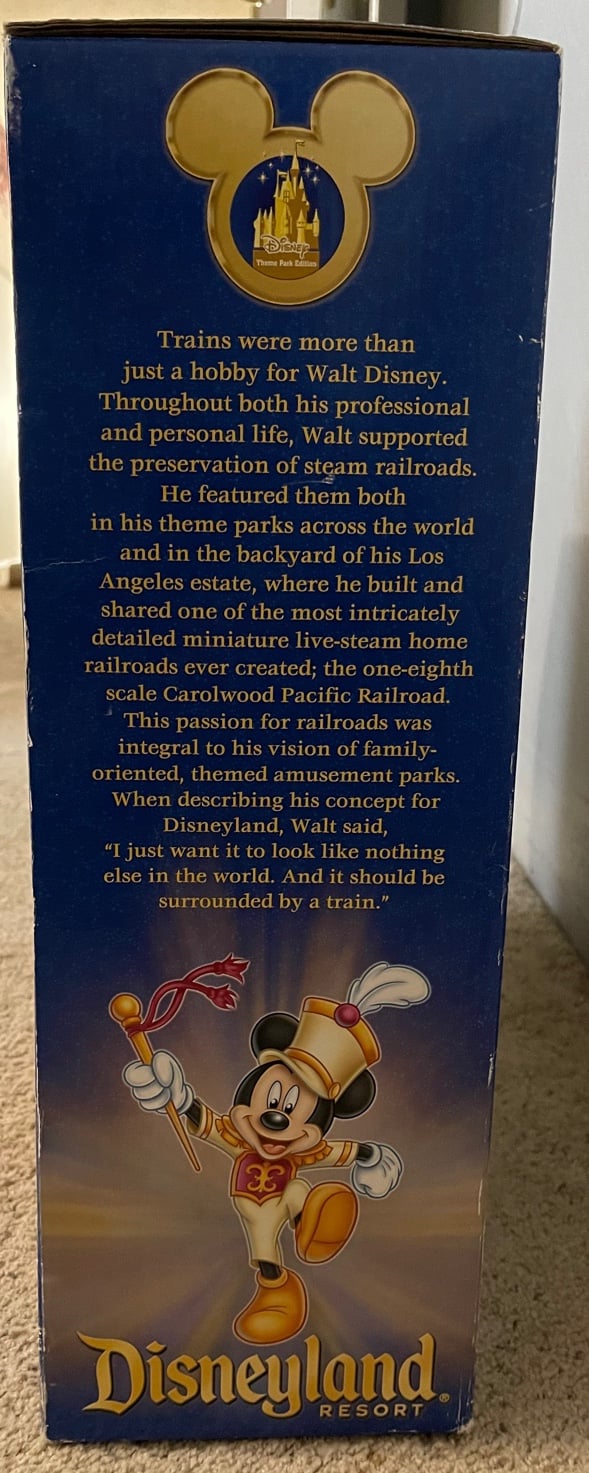 Disney
Theme Park Edition
Trains were more than
just a hobby for Walt Disney.
Throughout both his professional
and personal life, Walt supported
the preservation of steam railroads.
He featured them both
in his theme parks across the world
and in the backyard of his Los
Angeles estate, where he built and
shared one of the most intricately
detailed miniature live-steam home
railroads ever created; the one-eighth
scale Carolwood Pacific Railroad.
This passion for railroads was
integral to his vision of family-
oriented, themed amusement parks.
When describing his concept for
Disneyland, Walt said,
“I just want it to look like nothing
else in the world. And it should be
surrounded by a train.”
Disneyland®
RESORT